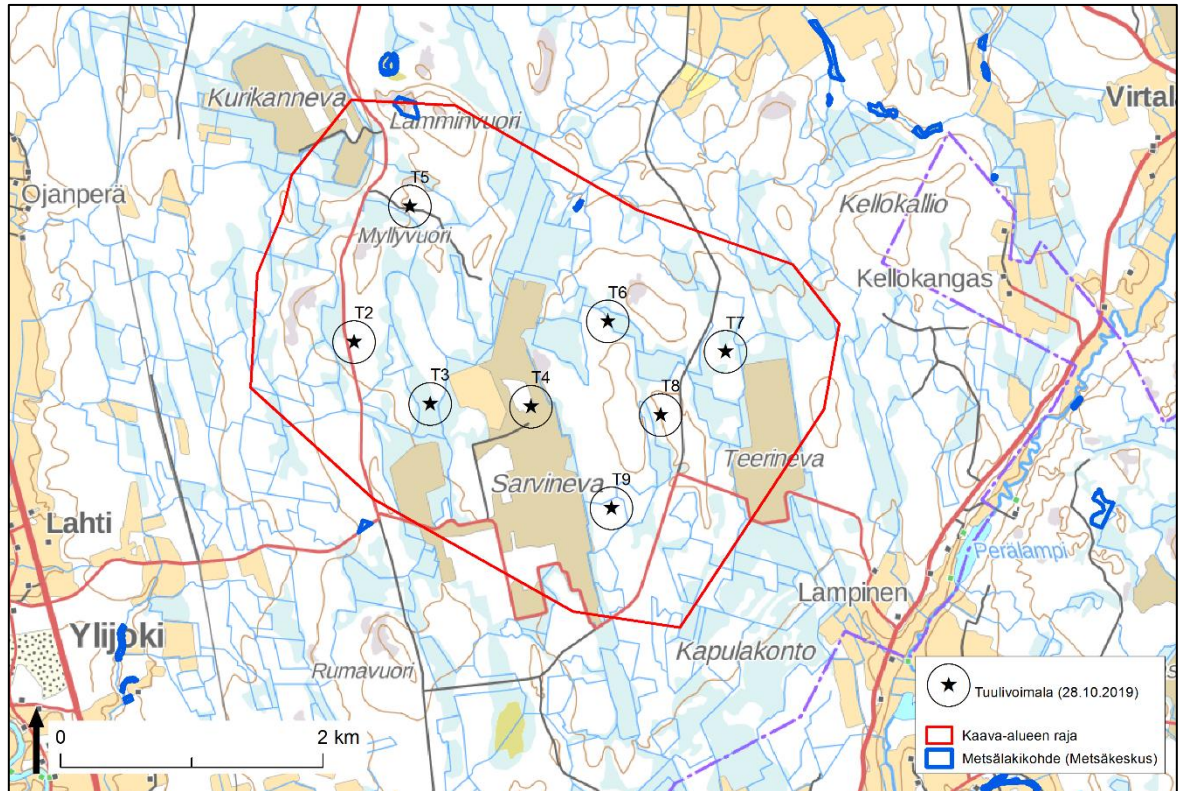 Kurikanneva
Lamminvuori
Virtal
Ojanperä
T5
Myllyvuori
Kellokallio
Kellokangas
T6
T2
T7
T3
T4
T8
Teerineva
Sarvineva
T9
Lahti
Perälampi
Lampinen
Ylijoki
Rumavuori
Kapulakonto
Tuulivoimala (28.10.2019)
0
2 km
Kaava-alueen raja
Metsälakikohde (Metsäkeskus)